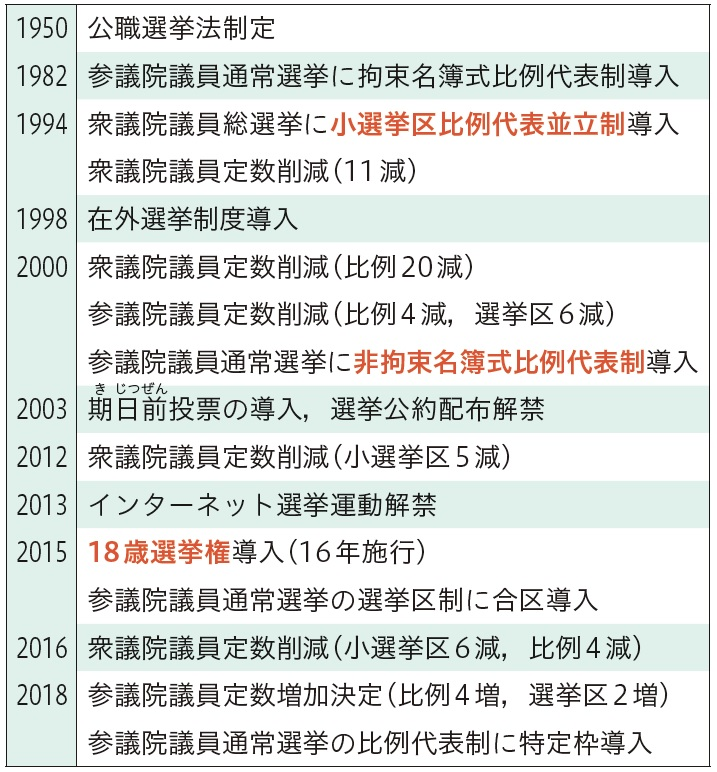 1950 公職選挙法制定
1982 参議院議員通常選挙に拘束名簿式比例代表制導入
1994 衆議院議員総選挙に小選挙区比例代表並立制導入
衆議院議員定数削減(11減)
1998 在外選挙制度導入
2000 衆議院議員定数削減(比例20減)
参議院議員定数削減(比例4減，選挙区6減)
参議院議員通常選挙に非拘束名簿式比例代表制導入
き じつぜん
2003 期日前投票の導入，選挙公約配布解禁
2012 衆議院議員定数削減(小選挙区5減)
2013 インターネット選挙運動解禁
2015 18歳選挙権導入(16年施行)
参議院議員通常選挙の選挙区制に合区導入
2016 衆議院議員定数削減(小選挙区6減，比例4減)
2018 参議院議員定数増加決定(比例4増，選挙区2増)
参議院議員通常選挙の比例代表制に特定枠導入